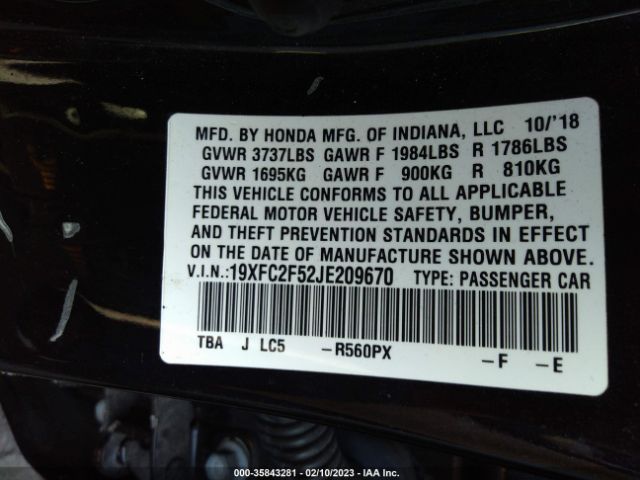 MFD. BY HONDA MFG. OF INDIANA, LLC 10/'18
GVWR 3737LBS GAWR F 1984LBS R 1786LBS
GVWR 1695KG GAWR F 900KG R 810KG
THIS VEHICLE CONFORMS TO ALL APPLICABLE
FEDERAL MOTOR VEHICLE SAFETY, BUMPER,
AND THEFT PREVENTION STANDARDS IN EFFECT
ON THE DATE OF MANUFACTURE SHOWN ABOVE.
V.I.N.:19XFC2F52JE209670 TYPE: PASSENGER CAR
TBA J LC5 -R560PX -F -E
000-35843281 - 02/10/2023 - IAA Inc.